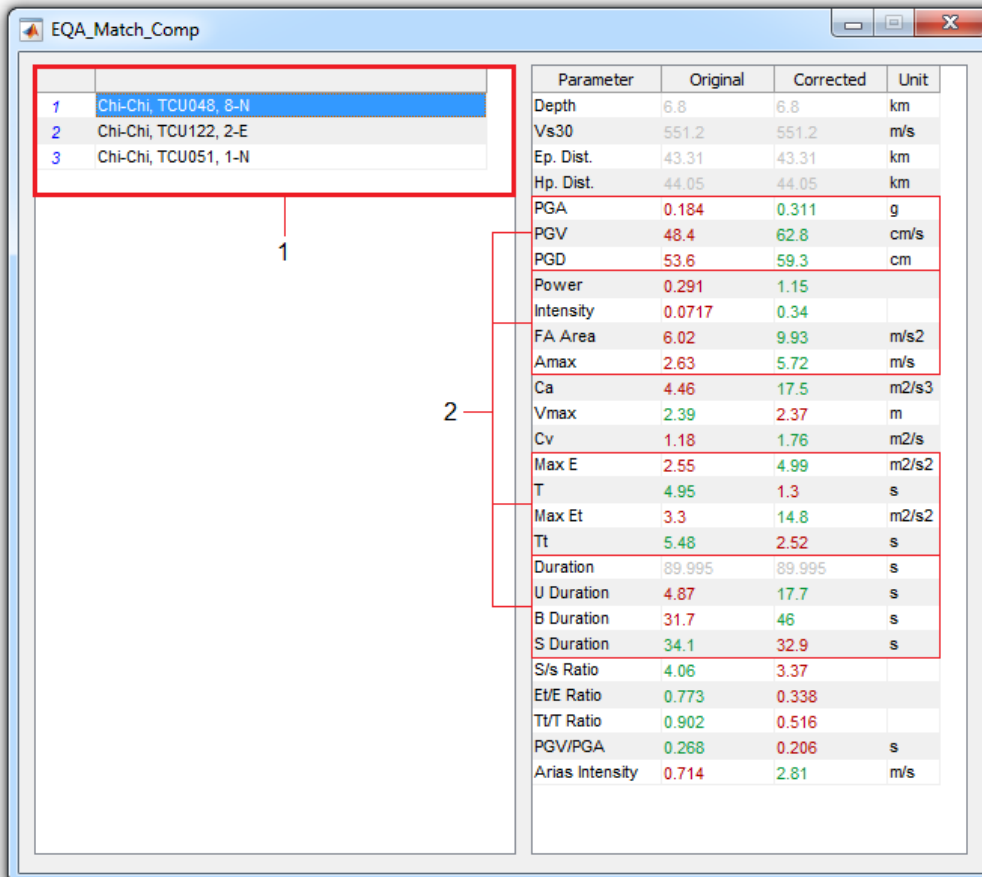 EQA_Match_Comp
1 Chi-Chi, TCU048, 8-N
2 Chi-Chi, TCU122, 2-E
3 Chi-Chi, TCU051, 1-N
1
2
Parameter Original Corrected Unit
Depth 6.8 6.8 km
Vs30 551.2 551.2 m/s
Ep. Dist. 43.31 43.31 km
Hp. Dist. 44.05 44.05 km
PGA 0.184 0.311 g
PGV 48.4 62.8 cm/s
PGD 53.6 59.3 cm
Power 0.291 1.15
Intensity 0.0717 0.34
FA Area 6.02 9.93 m/s2
Amax 2.63 5.72 m/s
Ca 4.46 17.5 m2/s3
Vmax 2.39 2.37 m
Cv 1.18 1.76 m2/s
Max E 2.55 4.99 m2/s2
T 4.95 1.3 s
Max Et 3.3 14.8 m2/s2
Tt 5.48 2.52 s
Duration 89.995 89.995 s
U Duration 4.87 17.7 s
B Duration 31.7 46 s
S Duration 34.1 32.9 s
S/s Ratio 4.06 3.37
Et/E Ratio 0.773 0.338
Tt/T Ratio 0.902 0.516
PGV/PGA 0.268 0.206 s
Arias Intensity 0.714 2.81 m/s